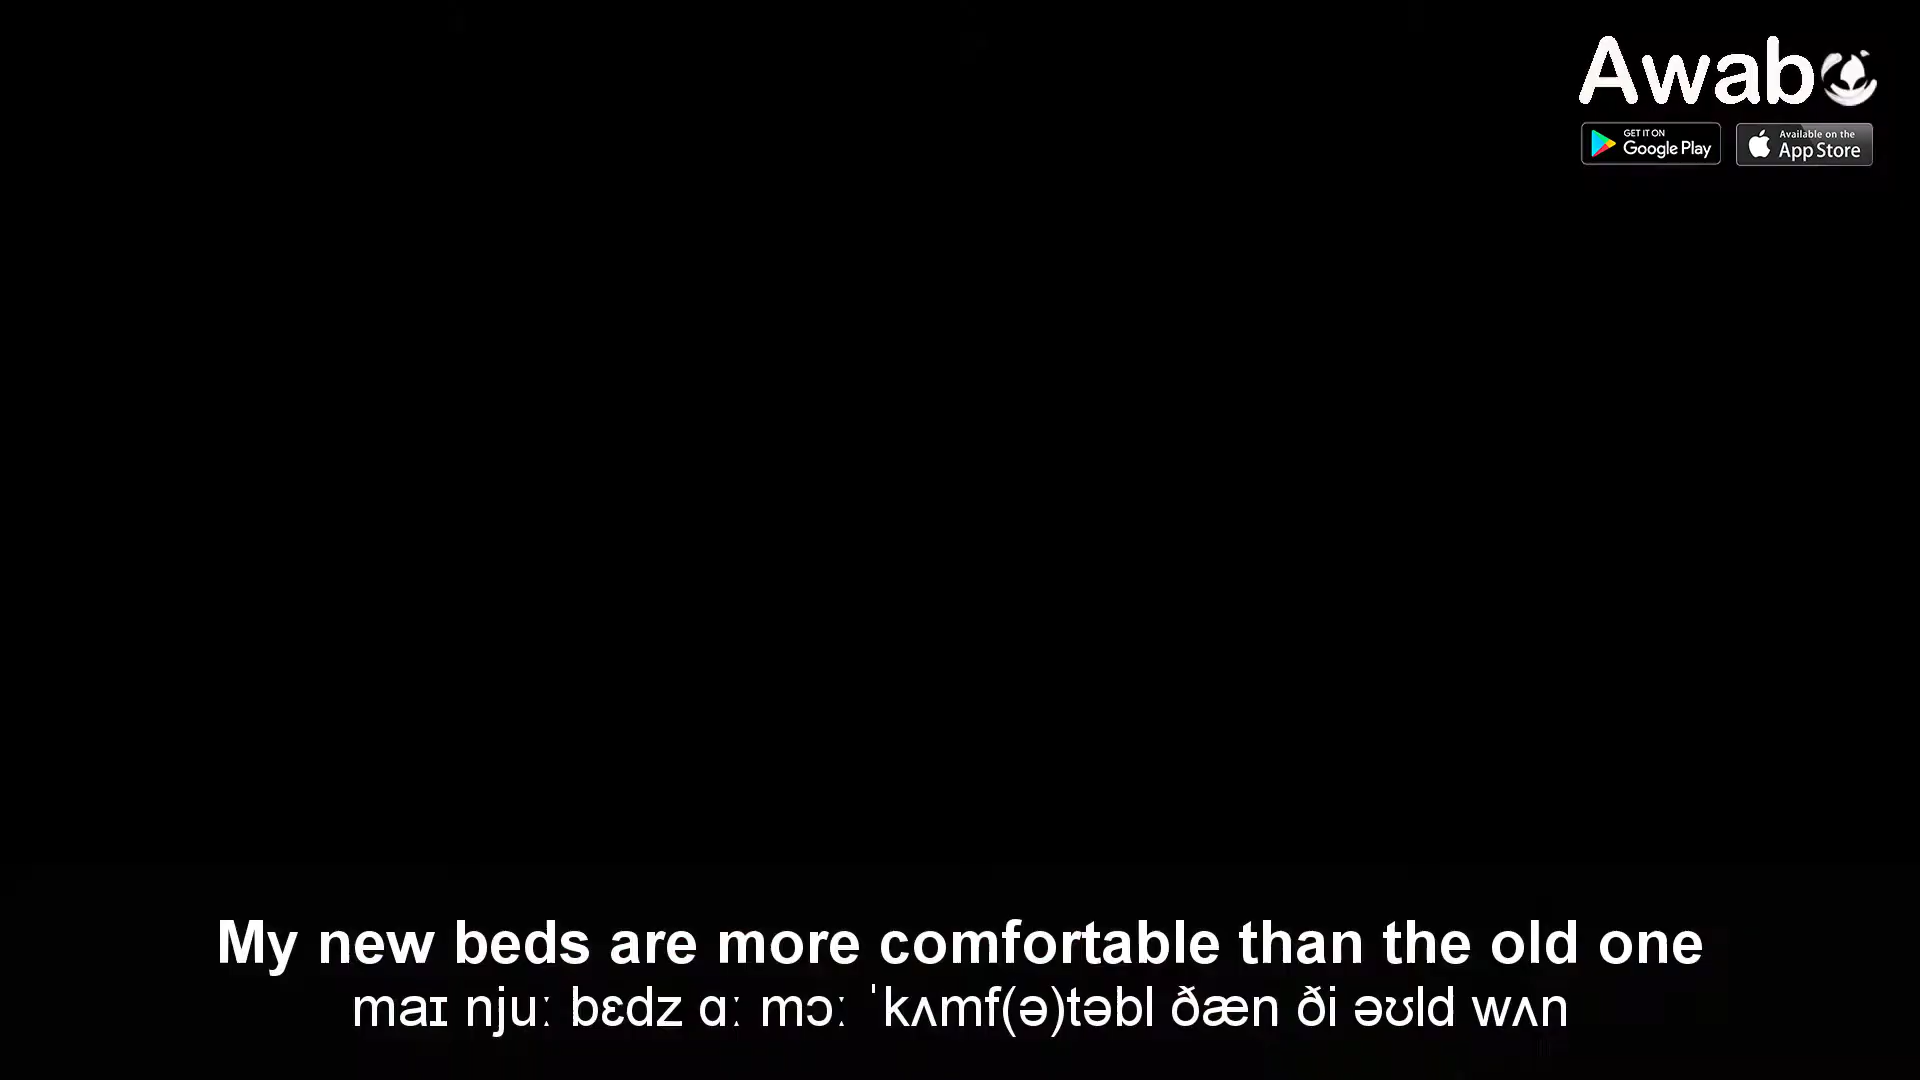 Awabe
GET IT ON
Google Play
Available on the
App Store
My new beds are more comfortable than the old one
maɪ njuː bɛdz ɑː mɔː ˈkʌmf(ə)təbl ðæn ði əʊld wʌn